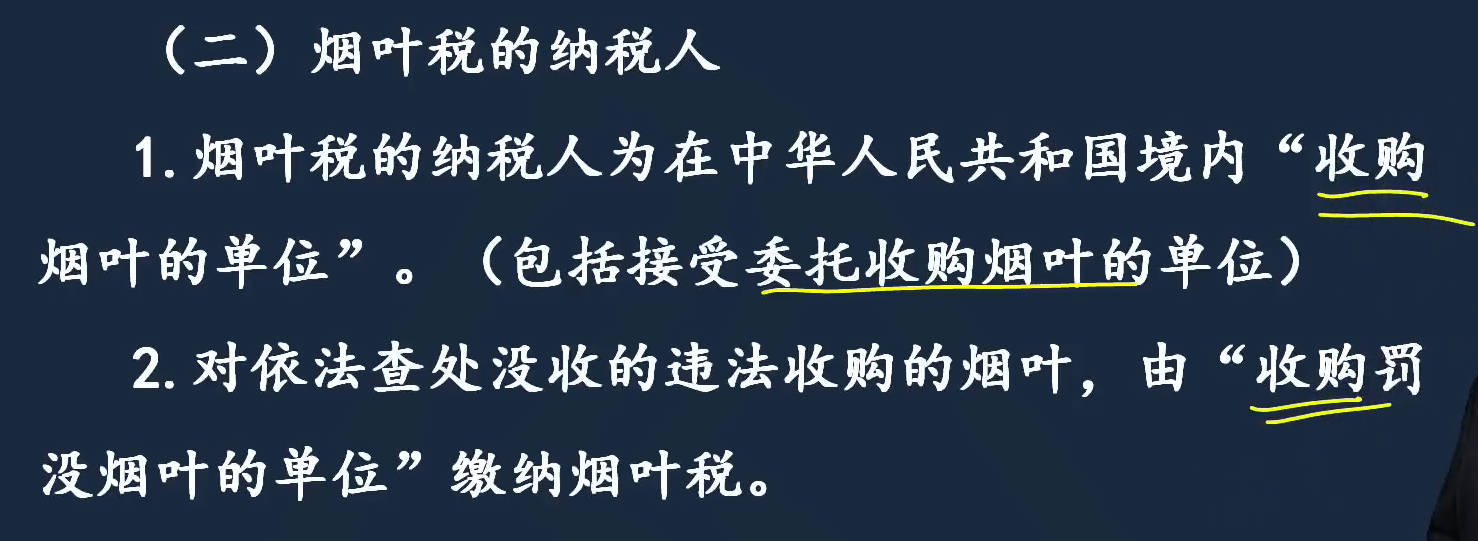 （二）烟叶税的纳税人
1.烟叶税的纳税人为在中华人民共和国境内“收购
烟叶的单位”。（包括接受委托收购烟叶的单位）
2.对依法查处没收的违法收购的烟叶，由“收购罚
没烟叶的单位”缴纳烟叶税。